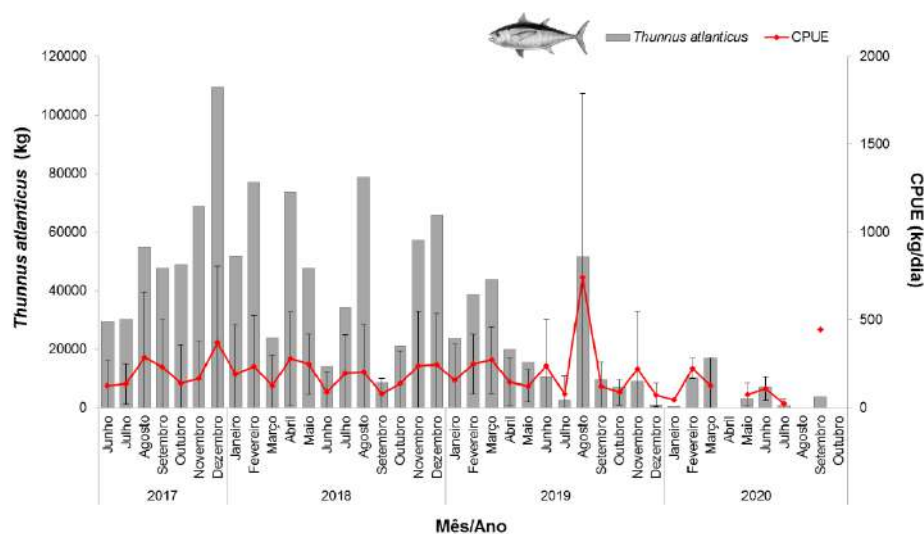 Thunnus atlanticus CPUE
Thunnus atlanticus (kg)
120000
100000
80000
60000
40000
20000
0
2000
1500
1000
500
0
CPUE (kg/dia)
Junho
Julho
Agosto
Setembro
Outubro
Novembro
Dezembro
Janeiro
Fevereiro
Março
Abril
Maio
Junho
Julho
Agosto
Setembro
Outubro
Novembro
Dezembro
Janeiro
Fevereiro
Março
Abril
Maio
Junho
Julho
Agosto
Setembro
Outubro
Novembro
Dezembro
Janeiro
Fevereiro
Março
Abril
Maio
Junho
Julho
Agosto
Setembro
Outubro
2017 2018 2019 2020
Mês/Ano